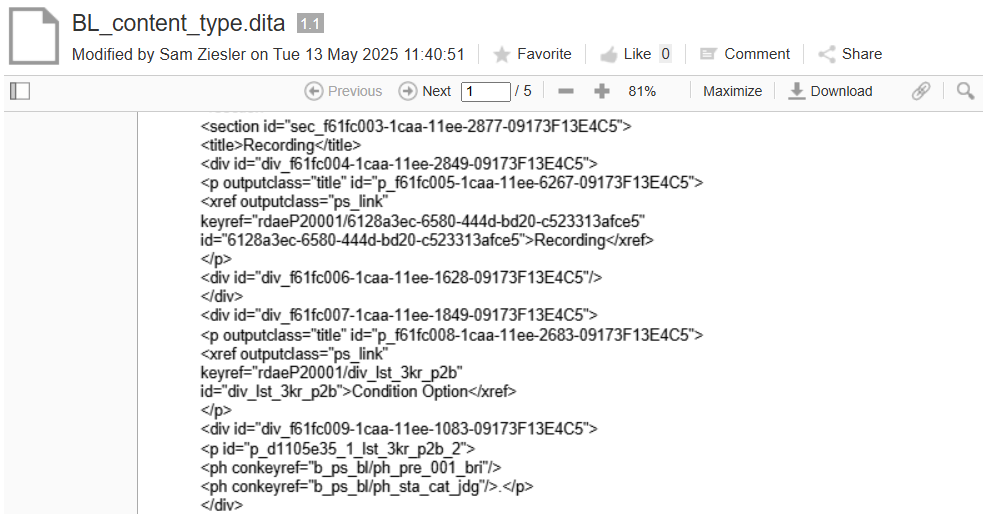 BL_content_type.dita 1.1
Modified by Sam Ziesler on Tue 13 May 2025 11:40:51 Favorite Like 0 Comment Share
Previous Next 1 / 5 81% Maximize Download
<section id="sec_f61fc003-1caa-11ee-2877-09173F13E4C5">
<title>Recording</title>
<div id="div_f61fc004-1caa-11ee-2849-09173F13E4C5">
<p outputclass="title" id="p_f61fc005-1caa-11ee-6267-09173F13E4C5">
<xref outputclass="ps_link"
keyref="rdaeP20001/6128a3ec-6580-444d-bd20-c523313afce5"
id="6128a3ec-6580-444d-bd20-c523313afce5">Recording</xref>
</p>
<div id="div_f61fc006-1caa-11ee-1628-09173F13E4C5"/>
</div>
<div id="div_f61fc007-1caa-11ee-1849-09173F13E4C5">
<p outputclass="title" id="p_f61fc008-1caa-11ee-2683-09173F13E4C5">
<xref outputclass="ps_link"
keyref="rdaeP20001/div_lst_3kr_p2b"
id="div_lst_3kr_p2b">Condition Option</xref>
</p>
<div id="div_f61fc009-1caa-11ee-1083-09173F13E4C5">
<p id="p_d1105e35_1_lst_3kr_p2b_2">
<ph conkeyref="b_ps_bl/ph_pre_001_bri"/>
<ph conkeyref="b_ps_bl/ph_sta_cat_jdg"/>.</p>
</div>